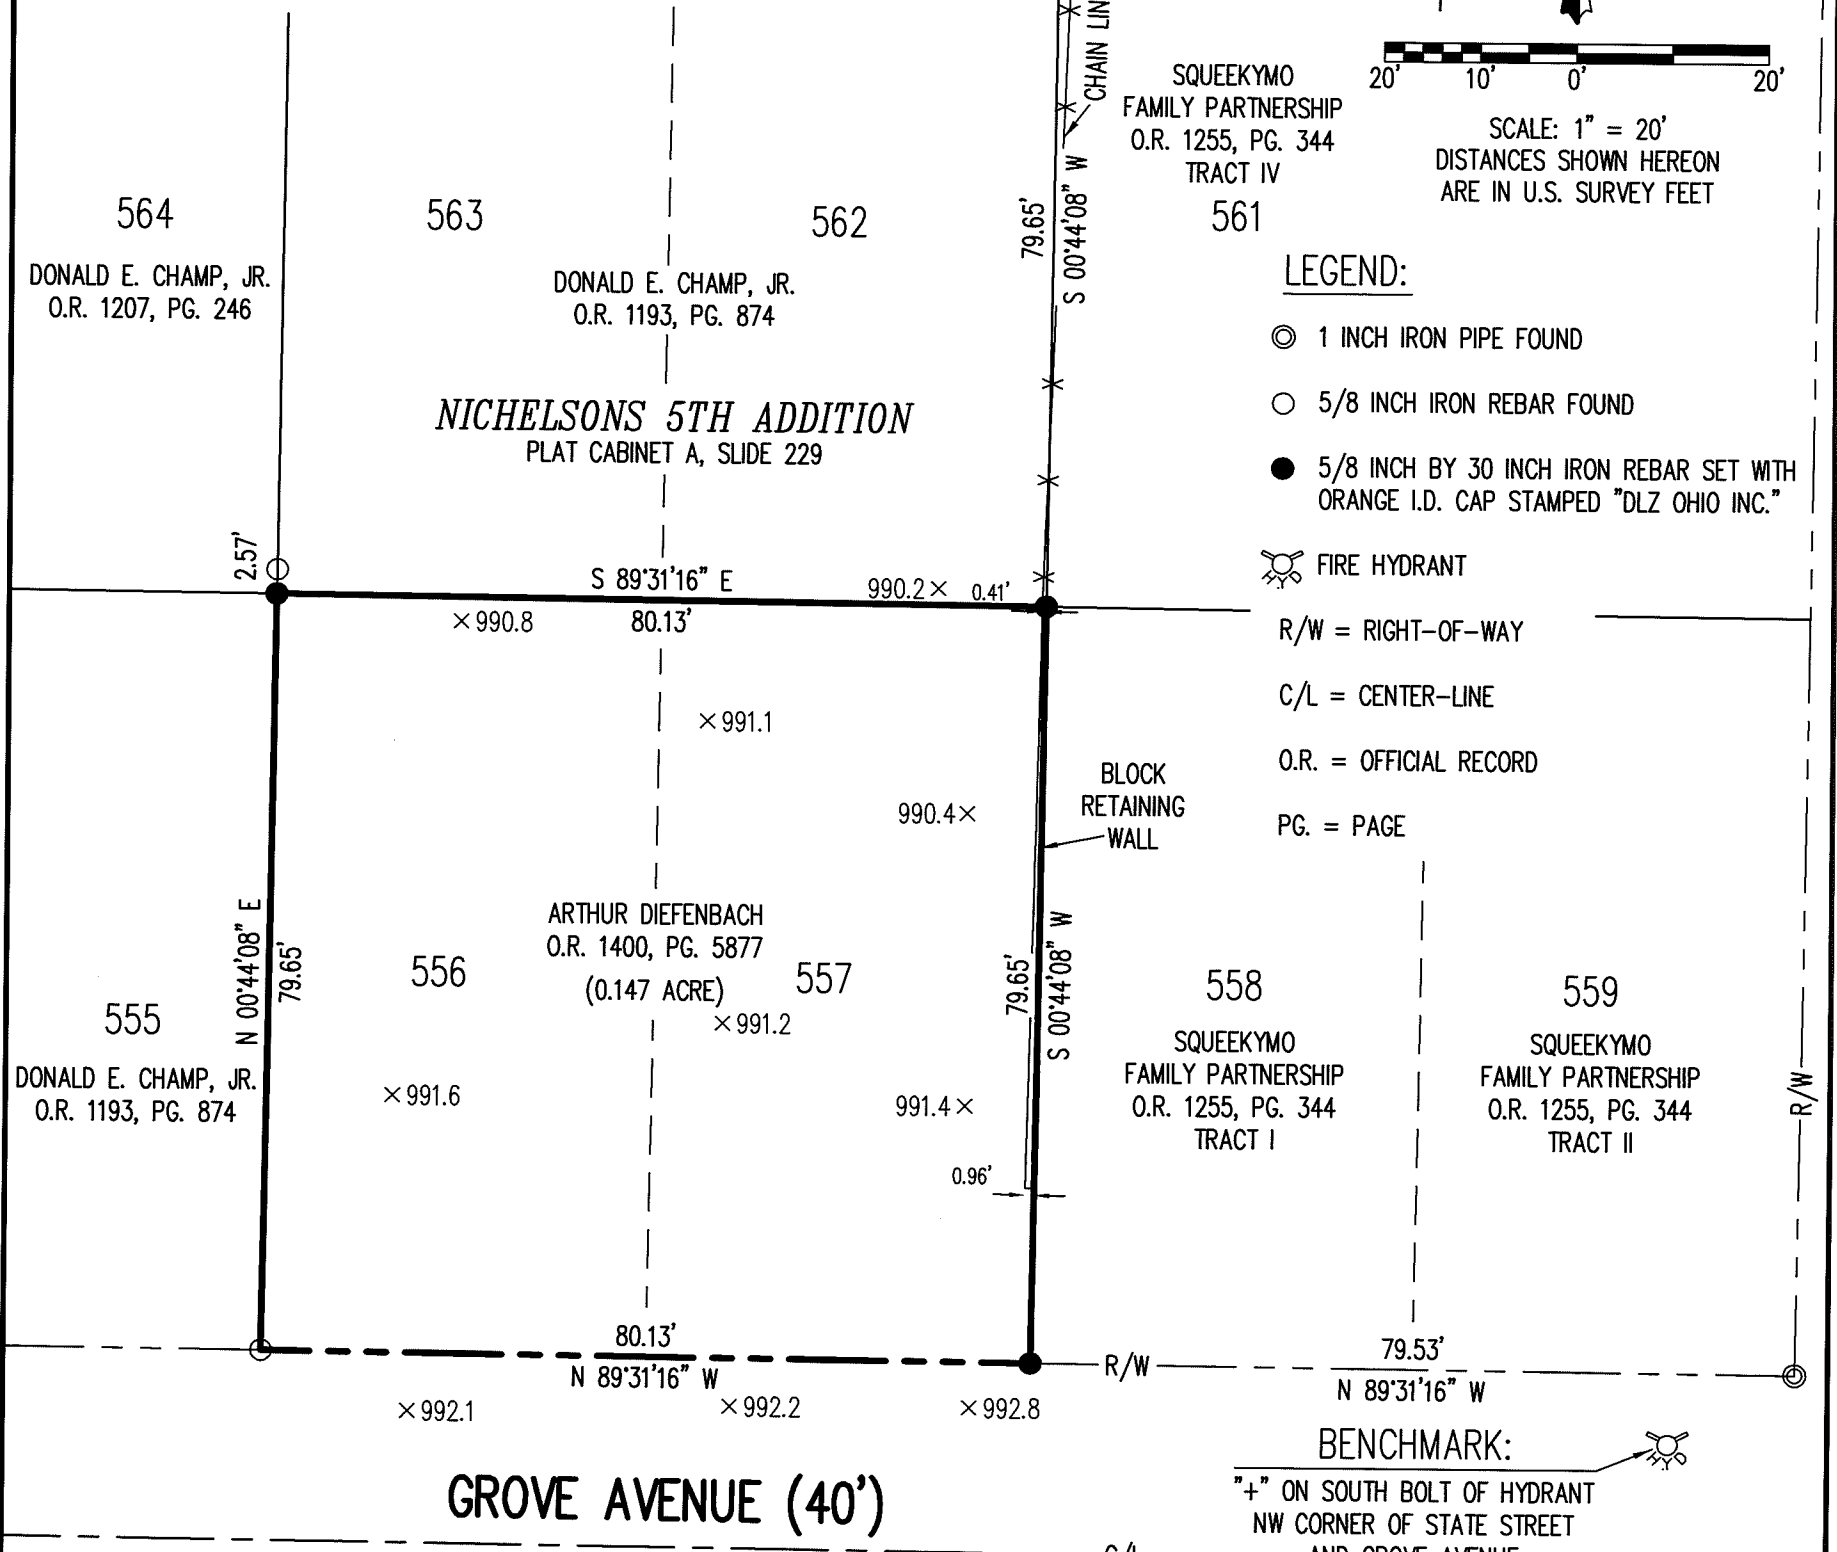 CHAIN LIN
20' 10' 0' 20'
SCALE: 1" = 20'
DISTANCES SHOWN HEREON
ARE IN U.S. SURVEY FEET
SQUEEKYMO
FAMILY PARTNERSHIP
O.R. 1255, PG. 344
TRACT IV
561
79.65'
S 00°44'08" W
564
DONALD E. CHAMP, JR.
O.R. 1207, PG. 246
563
562
DONALD E. CHAMP, JR.
O.R. 1193, PG. 874
NICHELSONS 5TH ADDITION
PLAT CABINET A, SLIDE 229
LEGEND:
1 INCH IRON PIPE FOUND
5/8 INCH IRON REBAR FOUND
5/8 INCH BY 30 INCH IRON REBAR SET WITH
ORANGE I.D. CAP STAMPED "DLZ OHIO INC."
HYD FIRE HYDRANT
R/W = RIGHT-OF-WAY
C/L = CENTER-LINE
O.R. = OFFICIAL RECORD
PG. = PAGE
2.57'
S 89°31'16" E
80.13'
990.2
0.41'
990.8
991.1
990.4
BLOCK
RETAINING
WALL
N 00°44'08" E
79.65'
ARTHUR DIEFENBACH
O.R. 1400, PG. 5877
(0.147 ACRE)
556
557
991.2
991.6
991.4
0.96'
79.65'
S 00°44'08" W
555
DONALD E. CHAMP, JR.
O.R. 1193, PG. 874
558
SQUEEKYMO
FAMILY PARTNERSHIP
O.R. 1255, PG. 344
TRACT I
559
SQUEEKYMO
FAMILY PARTNERSHIP
O.R. 1255, PG. 344
TRACT II
R/W
80.13'
N 89°31'16" W
R/W
79.53'
N 89°31'16" W
992.1
992.2
992.8
GROVE AVENUE (40')
BENCHMARK:
HYD
"+" ON SOUTH BOLT OF HYDRANT
NW CORNER OF STATE STREET
AND GROVE AVENUE
C/L